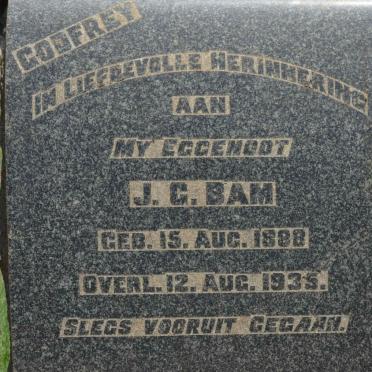 GODFREY
IN LIEFDEVOLLE HERINNERING
AAN
MY EGGENOOT
J. C. BAM
GEB. 15. AUG. 1888
OVERL. 12. AUG. 1935.
SLEGS VOORUIT GEGAAN.